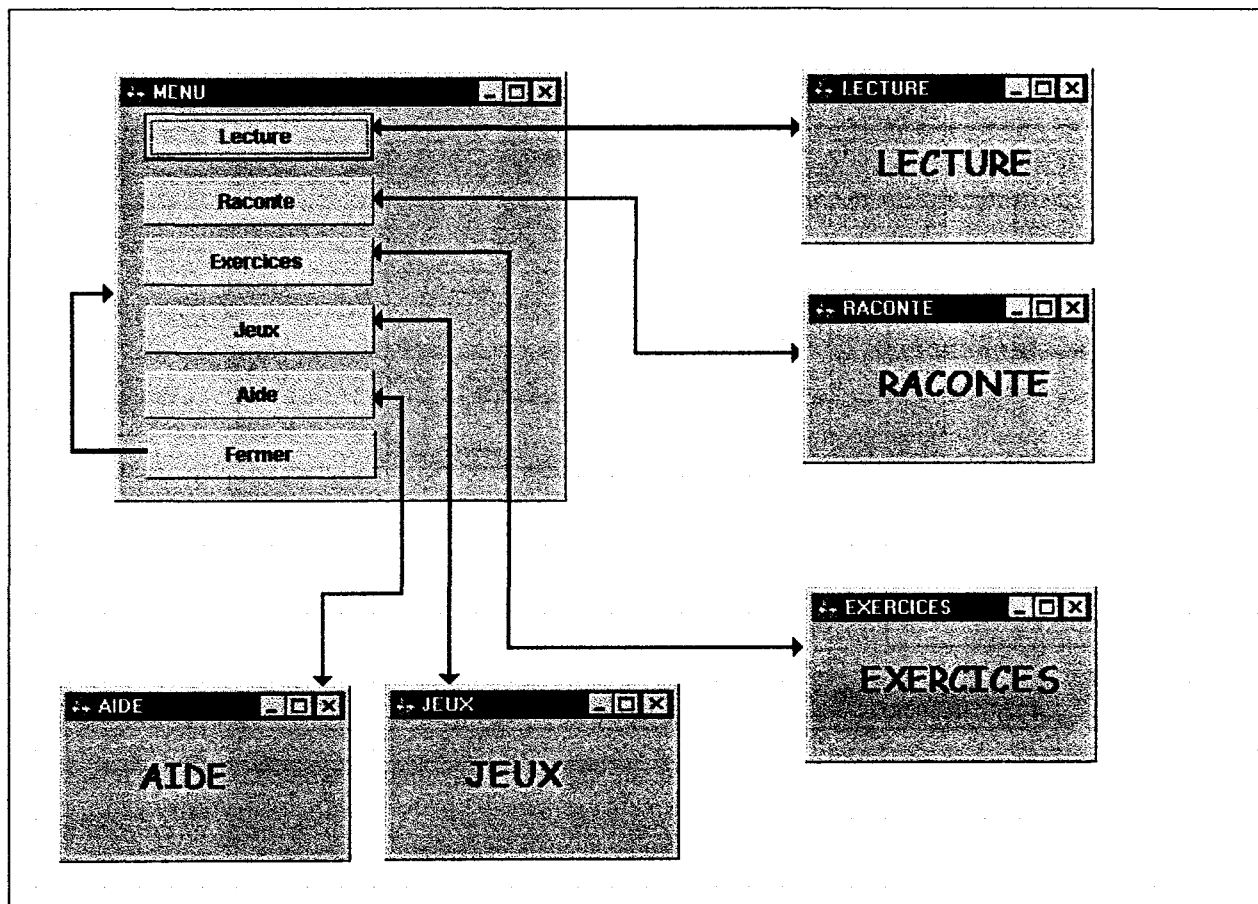 MENU
Lecture
Raconte
Exercices
Jeux
Aide
Fermer
LECTURE
LECTURE
RACONTE
RACONTE
EXERCICES
EXERCICES
AIDE
AIDE
JEUX
JEUX